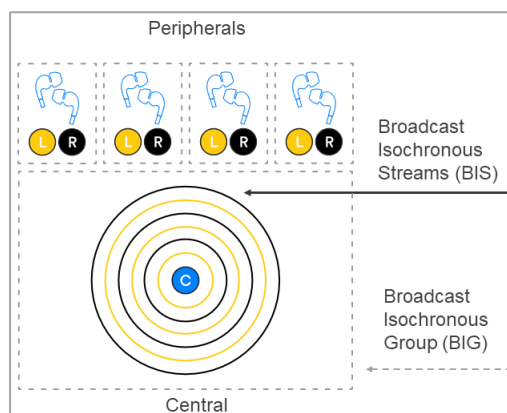 Peripherals
L R L R L R L R
Broadcast
Isochronous
Streams (BIS)
C
Broadcast
Isochronous
Group (BIG)
Central